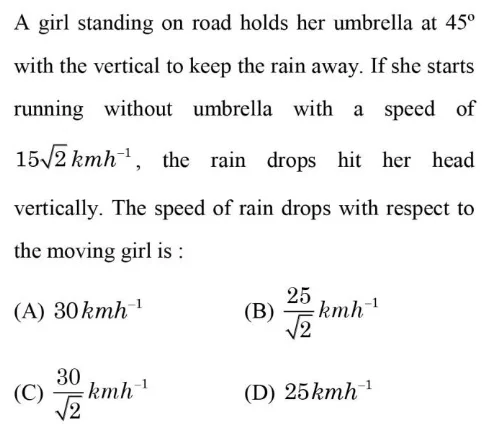 A girl standing on road holds her umbrella at 45º
with the vertical to keep the rain away. If she starts
running without umbrella with a speed of
15√2 kmh⁻¹, the rain drops hit her head
vertically. The speed of rain drops with respect to
the moving girl is :
(A) 30 kmh⁻¹ (B) 25/√2 kmh⁻¹
(C) 30/√2 kmh⁻¹ (D) 25 kmh⁻¹